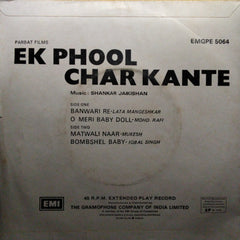 PARBAT FILMS
EMGPE 5064
EK PHOOL
CHAR KANTE
Music: SHANKAR JAIKISHAN
SIDE ONE
BANWARI RE-LATA MANGESHKAR
O MERI BABY DOLL-MOHD. RAFI
SIDE TWO
MATWALI NAAR-MUKESH
BOMBSHEL BABY-IQBAL SINGH
45 R.P.M. EXTENDED PLAY RECORD
EMI
THE GRAMOPHONE COMPANY OF INDIA LIMITED